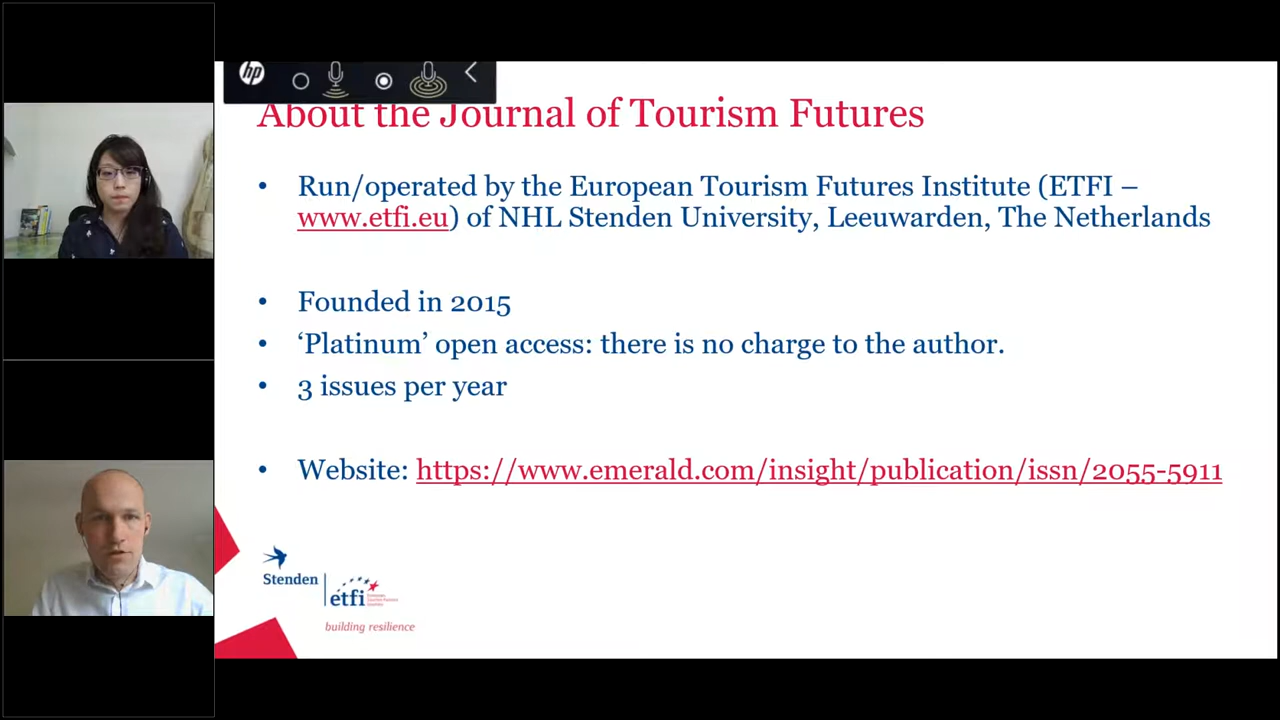 hp
About the Journal of Tourism Futures
• Run/operated by the European Tourism Futures Institute (ETFI –
www.etfi.eu) of NHL Stenden University, Leeuwarden, The Netherlands
• Founded in 2015
• ‘Platinum’ open access: there is no charge to the author.
• 3 issues per year
• Website: https://www.emerald.com/insight/publication/issn/2055-5911
Stenden
etfi
building resilience